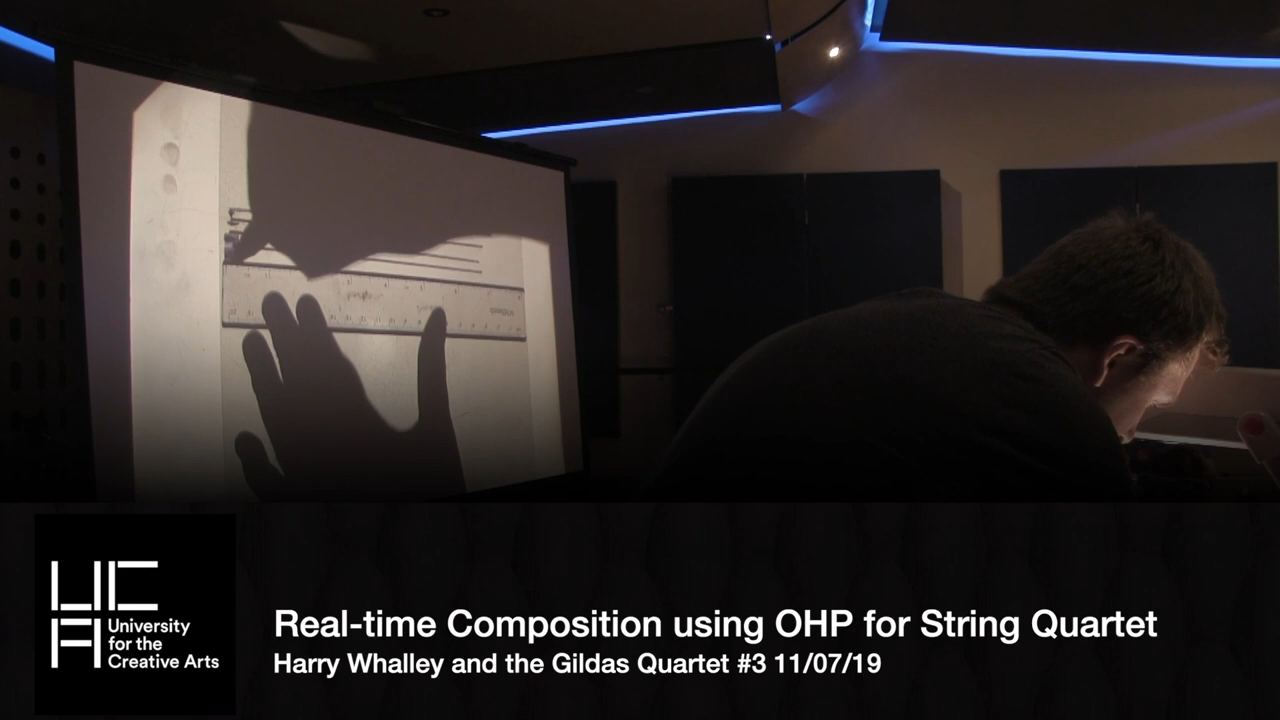 UCA
University
for the
Creative Arts
Real-time Composition using OHP for String Quartet
Harry Whalley and the Gildas Quartet #3 11/07/19